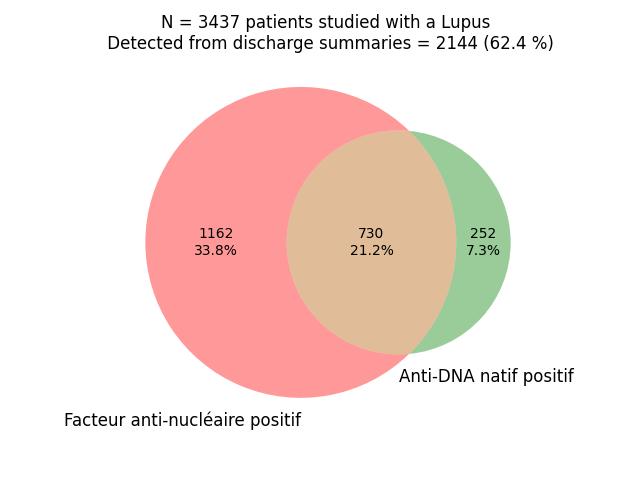 N = 3437 patients studied with a Lupus
Detected from discharge summaries = 2144 (62.4 %)
1162
33.8%
730
21.2%
252
7.3%
Anti-DNA natif positif
Facteur anti-nucléaire positif